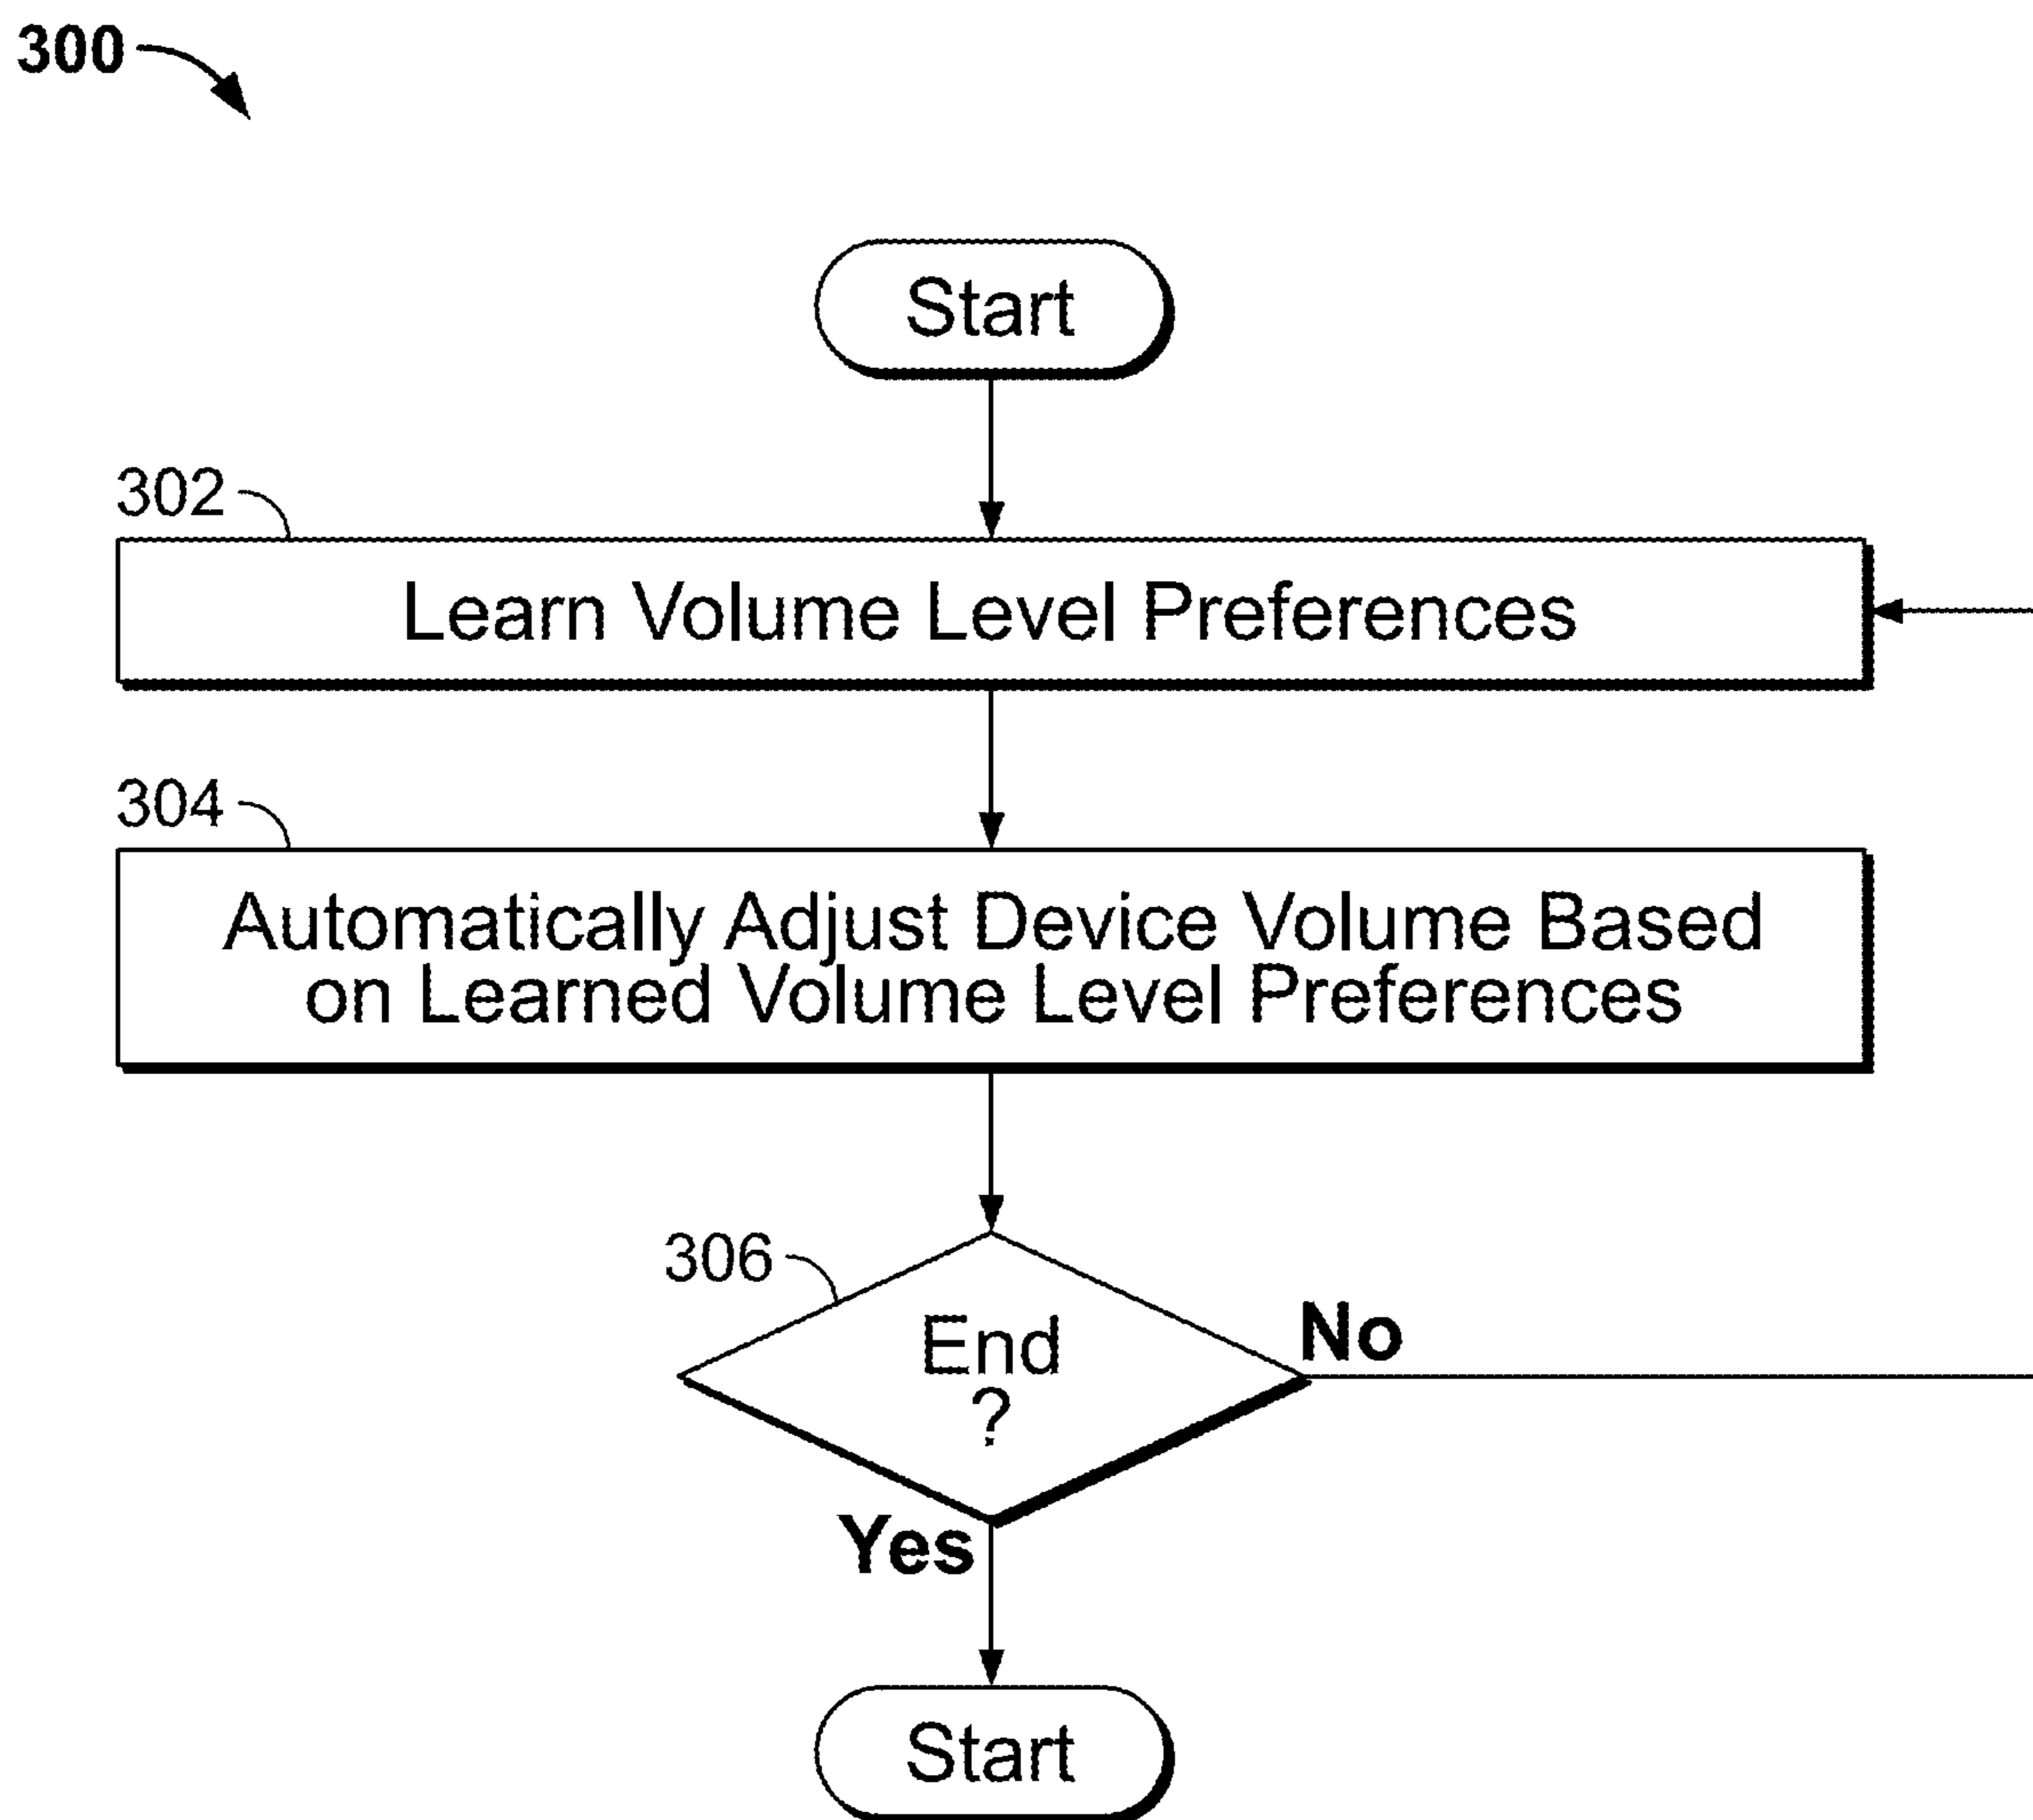 300
Start
302
Learn Volume Level Preferences
304
Automatically Adjust Device Volume Based
on Learned Volume Level Preferences
306
End
?
No
Yes
Start